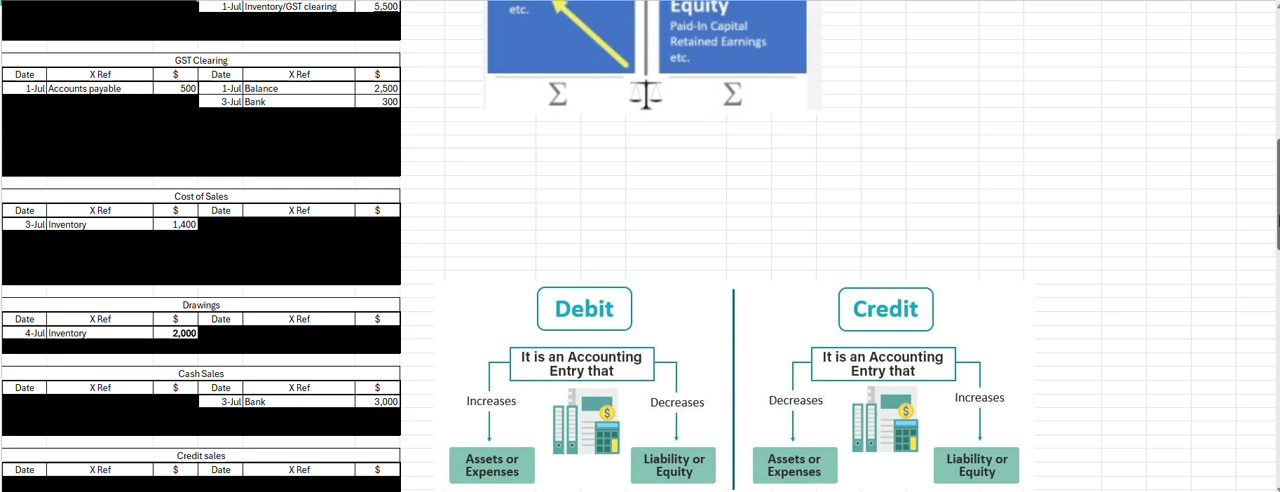 1-Jul Inventory/GST clearing 5,500
GST Clearing
Date X Ref $ Date X Ref $
1-Jul Accounts payable 500 1-Jul Balance 2,500
3-Jul Bank 300
Cost of Sales
Date X Ref $ Date X Ref $
3-Jul Inventory 1,400
Drawings
Date X Ref $ Date X Ref $
4-Jul Inventory 2,000
Cash Sales
Date X Ref $ Date X Ref $
3-Jul Bank 3,000
Credit sales
Date X Ref $ Date X Ref $
etc.
Equity
Paid-In Capital
Retained Earnings
etc.
Σ Σ
Debit
It is an Accounting
Entry that
Increases
Decreases
Assets or
Expenses
Liability or
Equity
Credit
It is an Accounting
Entry that
Decreases
Increases
Assets or
Expenses
Liability or
Equity